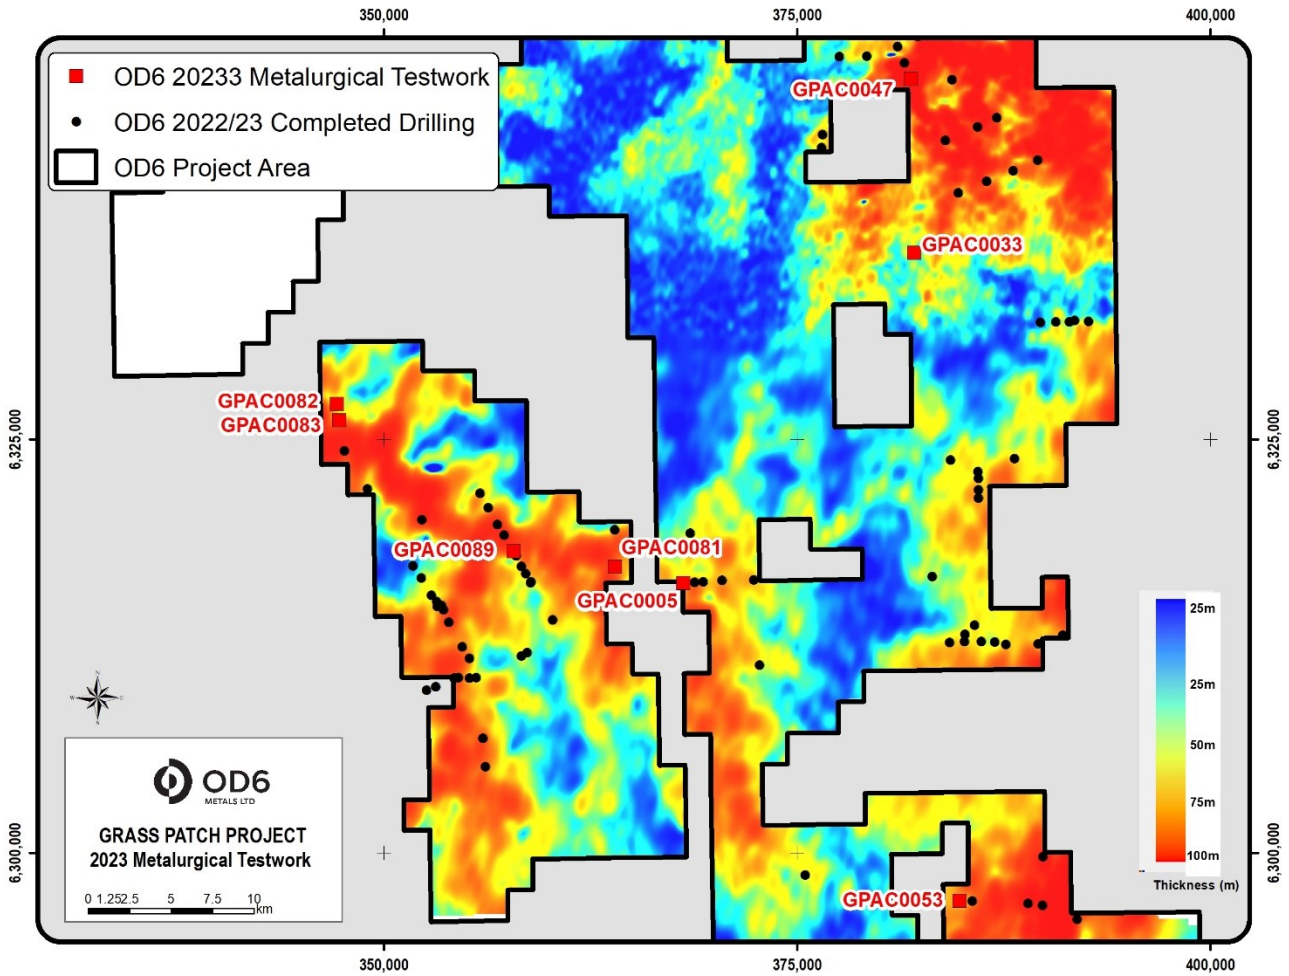 350,000
375,000
400,000
OD6 20233 Metalurgical Testwork
OD6 2022/23 Completed Drilling
OD6 Project Area
GPAC0047
GPAC0033
GPAC0082
GPAC0083
6,325,000
6,325,000
GPAC0089
GPAC0081
GPAC0005
25m
25m
50m
75m
100m
Thickness (m)
N
W
E
S
OD6
METALS LTD
GRASS PATCH PROJECT
2023 Metalurgical Testwork
0 1.252.5 5 7.5 10
km
6,300,000
6,300,000
GPAC0053
350,000
375,000
400,000